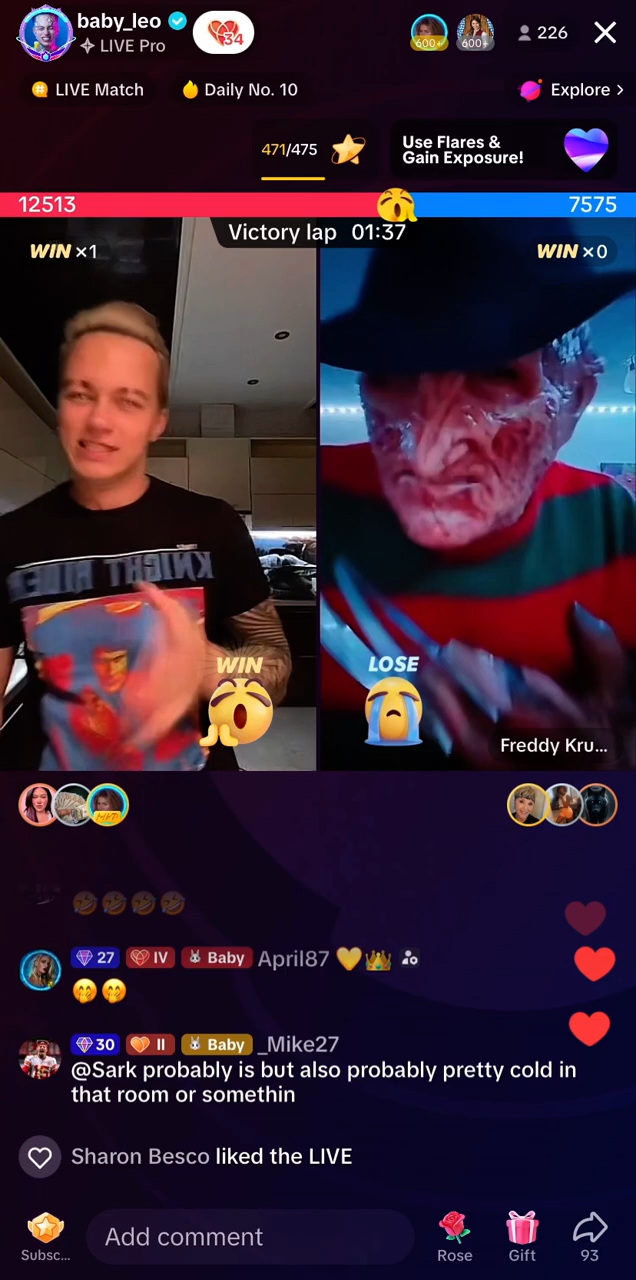 baby_leo
LIVE Pro
34
600+
600+
226
LIVE Match
Daily No. 10
Explore >
471/475
Use Flares &
Gain Exposure!
12513
7575
Victory lap 01:37
WIN ×1
WIN ×0
KNIGHT RIDER
WIN
LOSE
Freddy Kru...
🤣🤣🤣🤣
27 IV Baby April87 💛👑
🤭🤭
30 II Baby _Mike27
@Sark probably is but also probably pretty cold in
that room or somethin
Sharon Besco liked the LIVE
Subsc...
Add comment
Rose
Gift
93